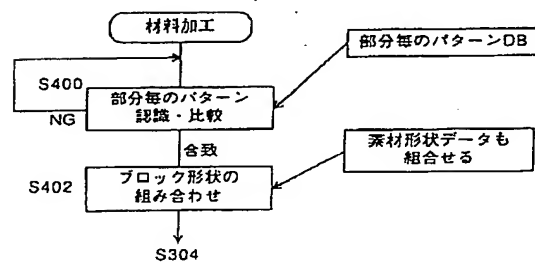 材料加工
部分毎のパターンDB
S400
部分毎のパターン
認識・比較
NG
合致
素材形状データも
組合せる
S402
ブロック形状の
組み合わせ
S304